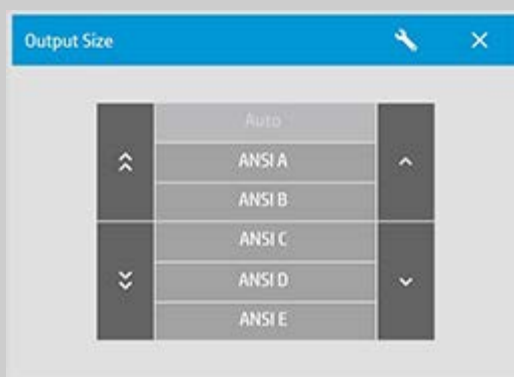 Output Size
Auto
ANSI A
ANSI B
ANSI C
ANSI D
ANSI E